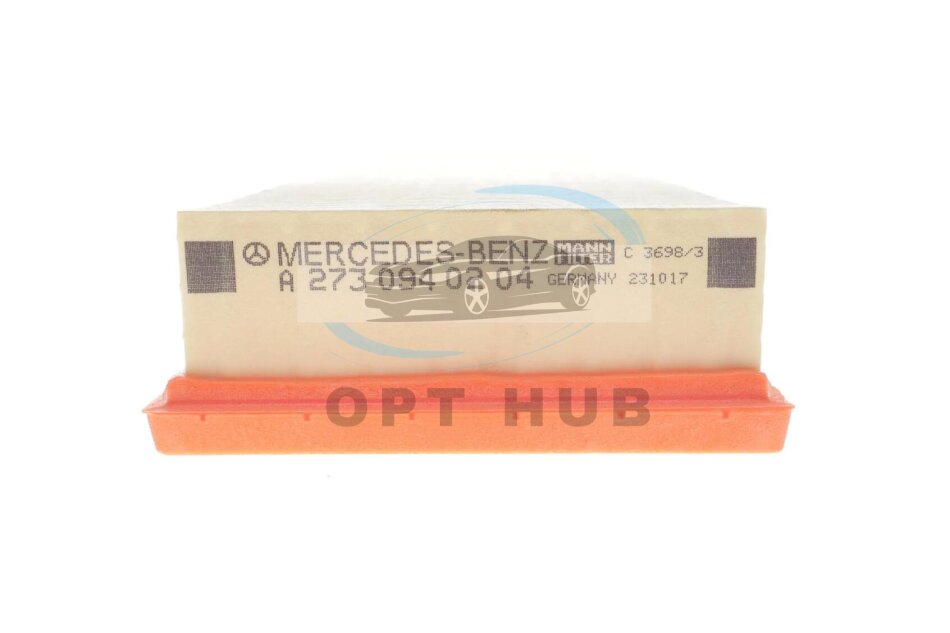 MERCEDES-BENZ MANN FILTER C 3698/3
A 273 094 02 04 GERMANY 231017
OPT HUB